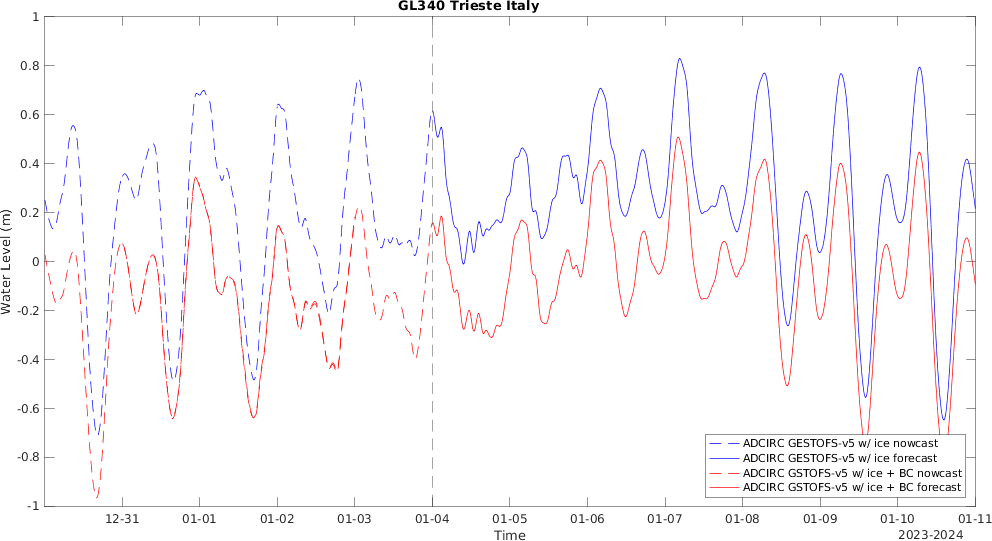 GL340 Trieste Italy
1
0.8
0.6
0.4
0.2
0
-0.2
-0.4
-0.6
-0.8
-1
Water Level (m)
ADCIRC GESTOFS-v5 w/ ice nowcast
ADCIRC GESTOFS-v5 w/ ice forecast
ADCIRC GSTOFS-v5 w/ ice + BC nowcast
ADCIRC GSTOFS-v5 w/ ice + BC forecast
12-31 01-01 01-02 01-03 01-04 01-05 01-06 01-07 01-08 01-09 01-10 01-11
Time
2023-2024